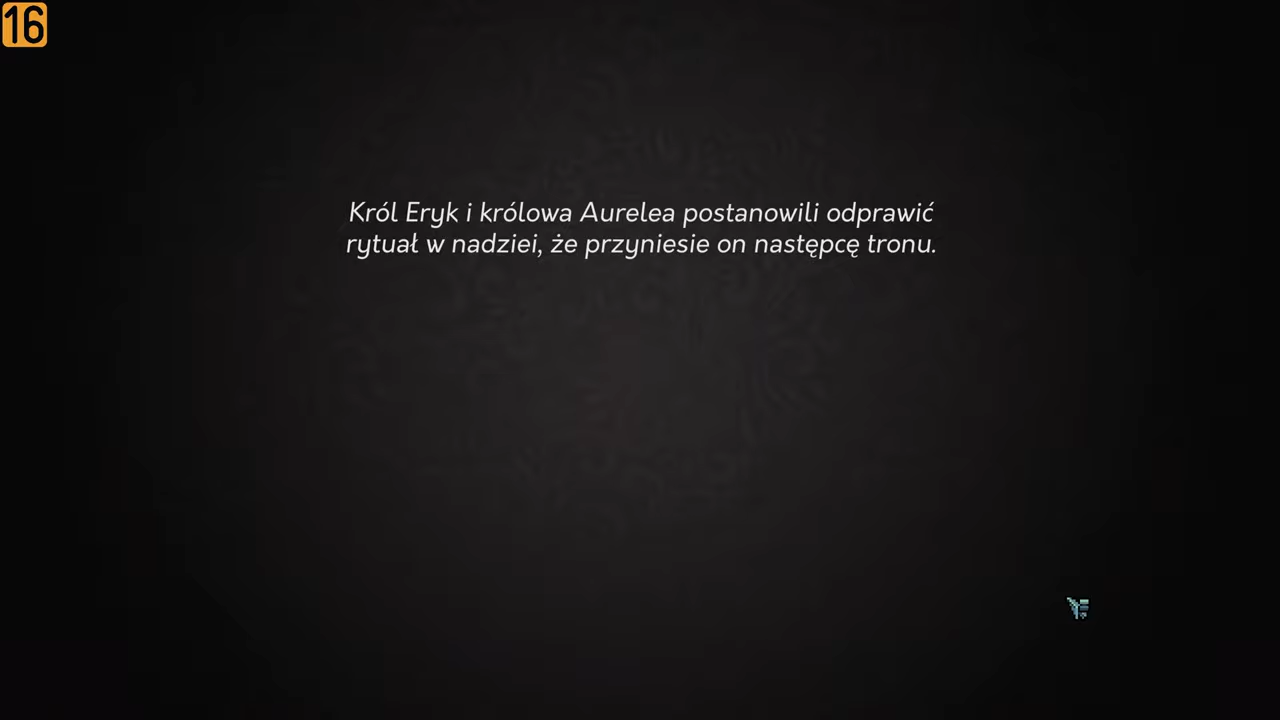 16
Król Eryk i królowa Aurelea postanowili odprawić
rytuał w nadziei, że przyniesie on następcę tronu.